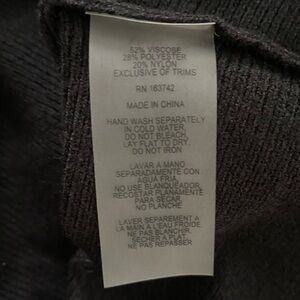 52% VISCOSE
28% POLYESTER
20% NYLON
EXCLUSIVE OF TRIMS
RN 163742
MADE IN CHINA
HAND WASH SEPARATELY
IN COLD WATER,
DO NOT BLEACH,
LAY FLAT TO DRY,
DO NOT IRON
LAVAR A MANO
SEPARADAMENTE CON
AGUA FRIA,
NO USE BLANQUEADOR,
RECOSTAR PLANAMENTE
PARA SECAR,
NO PLANCHE
LAVER SEPAREMENT A
LA MAIN A L'EAU FROIDE,
NE PAS BLANCHIR,
SECHER A PLAT,
NE PAS REPASSER